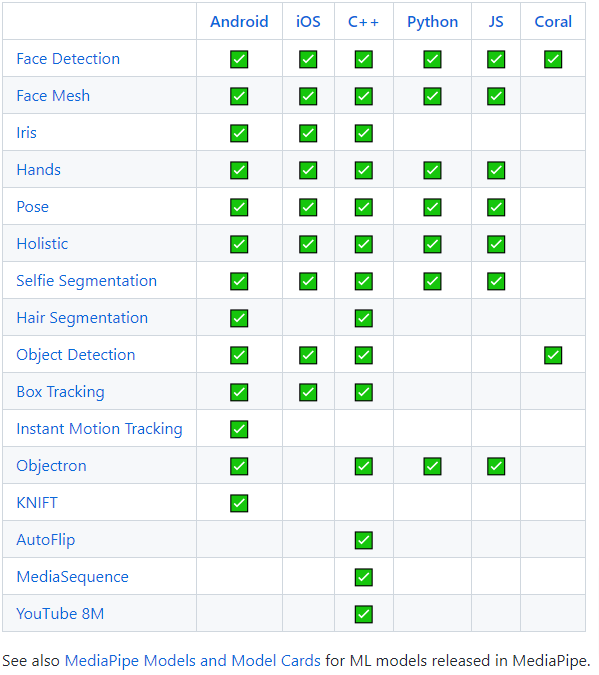 Android iOS C++ Python JS Coral
Face Detection ✅ ✅ ✅ ✅ ✅ ✅
Face Mesh ✅ ✅ ✅ ✅ ✅
Iris ✅ ✅ ✅
Hands ✅ ✅ ✅ ✅ ✅
Pose ✅ ✅ ✅ ✅ ✅
Holistic ✅ ✅ ✅ ✅ ✅
Selfie Segmentation ✅ ✅ ✅ ✅ ✅
Hair Segmentation ✅ ✅
Object Detection ✅ ✅ ✅ ✅
Box Tracking ✅ ✅ ✅
Instant Motion Tracking ✅
Objectron ✅ ✅ ✅ ✅
KNIFT ✅
AutoFlip ✅
MediaSequence ✅
YouTube 8M ✅
See also MediaPipe Models and Model Cards for ML models released in MediaPipe.